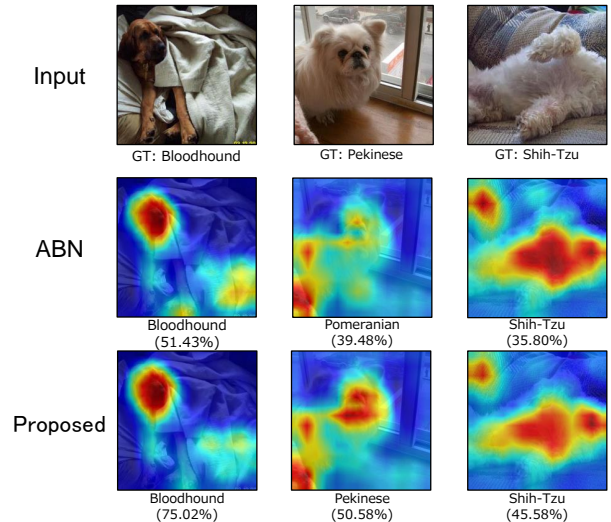 Input
GT: Bloodhound GT: Pekinese GT: Shih-Tzu
ABN
Bloodhound Pomeranian Shih-Tzu
(51.43%) (39.48%) (35.80%)
Proposed
Bloodhound Pekinese Shih-Tzu
(75.02%) (50.58%) (45.58%)